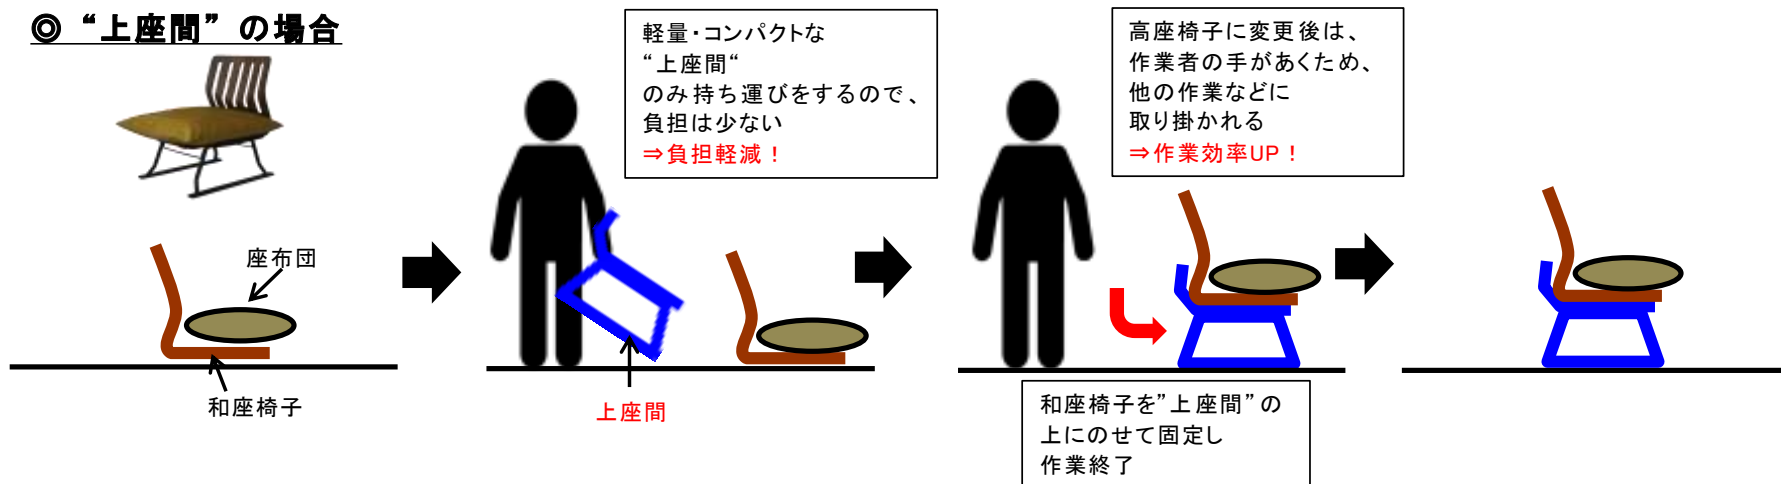 ◎ “上座間” の場合
軽量・コンパクトな
“上座間“
のみ持ち運びをするので、
負担は少ない
⇒負担軽減！
高座椅子に変更後は、
作業者の手があくため、
他の作業などに
取り掛かれる
⇒作業効率UP！
座布団
和座椅子
上座間
和座椅子を”上座間”の
上にのせて固定し
作業終了